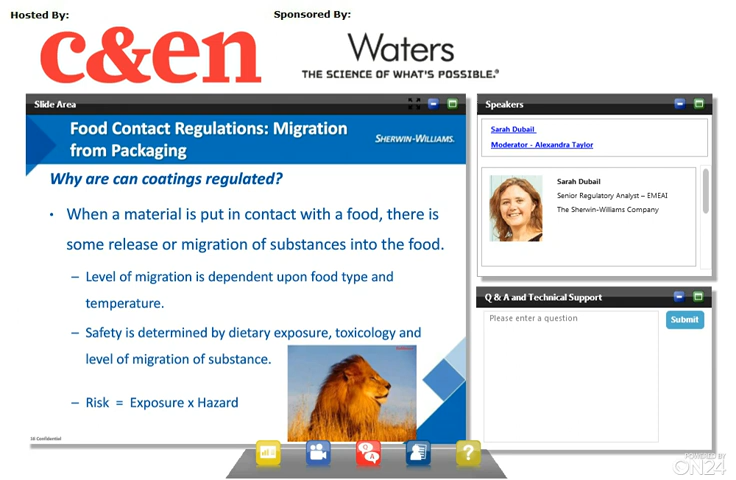 Hosted By:
Sponsored By:
c&en
Waters
THE SCIENCE OF WHAT'S POSSIBLE.®
Slide Area
Food Contact Regulations: Migration
from Packaging
SHERWIN-WILLIAMS.
Why are can coatings regulated?
• When a material is put in contact with a food, there is
some release or migration of substances into the food.
– Level of migration is dependent upon food type and
temperature.
– Safety is determined by dietary exposure, toxicology and
level of migration of substance.
– Risk = Exposure x Hazard
16 Confidential
Speakers
Sarah Dubail
Moderator - Alexandra Taylor
Sarah Dubail
Senior Regulatory Analyst – EMEAI
The Sherwin-Williams Company
Q & A and Technical Support
Please enter a question
Submit
Q
A
?
POWERED BY
ON24